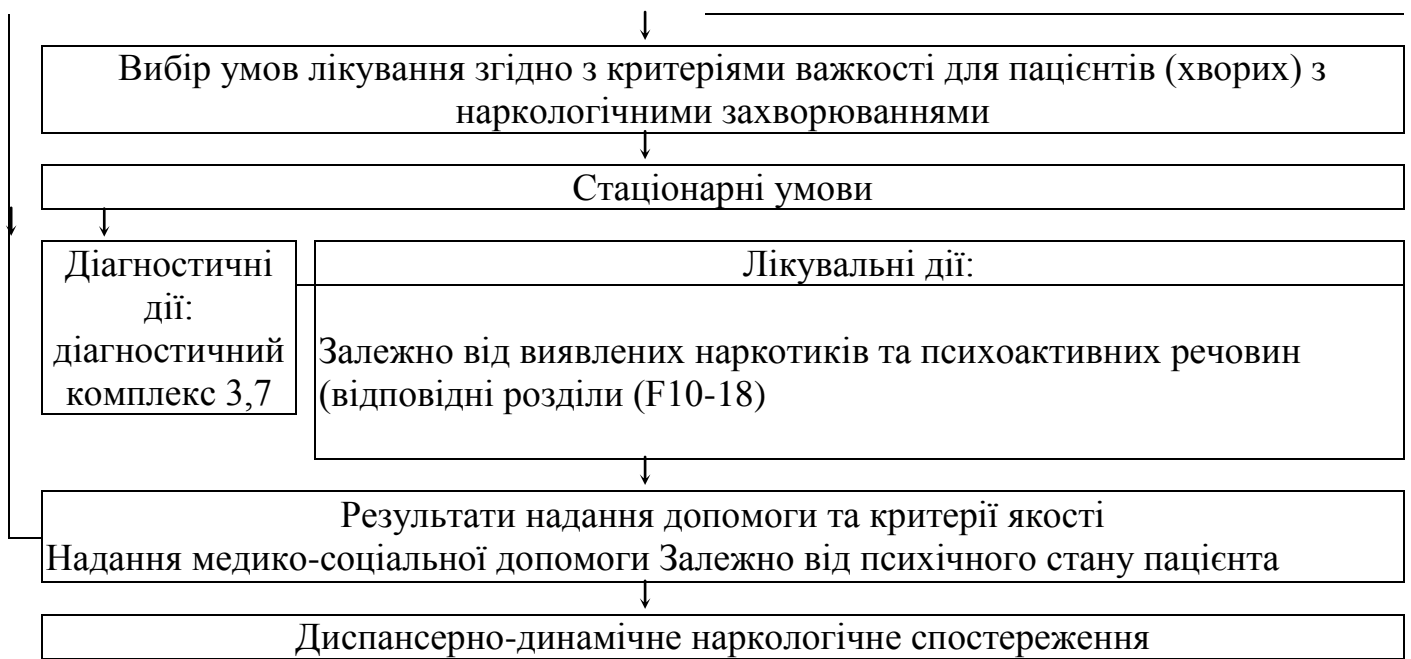 Вибір умов лікування згідно з критеріями важкості для пацієнтів (хворих) з
наркологічними захворюваннями
Стаціонарні умови
Діагностичні
дії:
діагностичний
комплекс 3,7
Лікувальні дії:
Залежно від виявлених наркотиків та психоактивних речовин
(відповідні розділи (F10-18)
Результати надання допомоги та критерії якості
Надання медико-соціальної допомоги Залежно від психічного стану пацієнта
Диспансерно-динамічне наркологічне спостереження